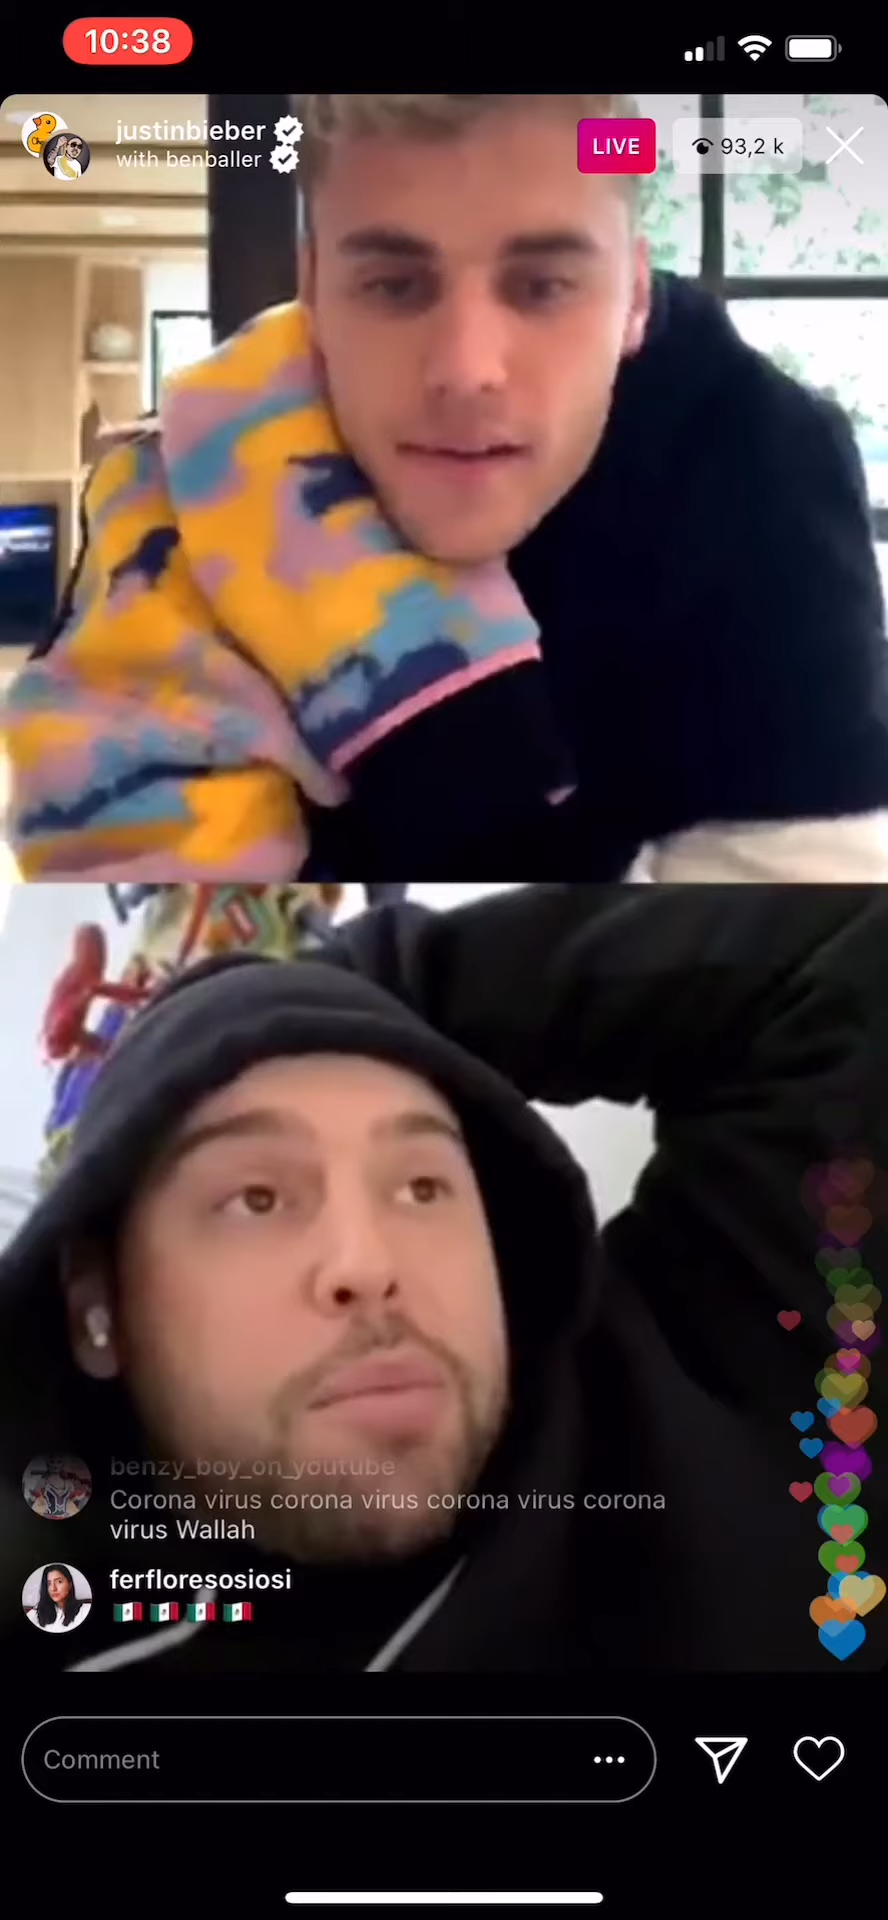 10:38
justinbieber
with benballer
LIVE
93,2 k
benzy_boy_on_youtube
Corona virus corona virus corona virus corona
virus Wallah
ferfloresosiosi
🇲🇽 🇲🇽 🇲🇽 🇲🇽
Comment